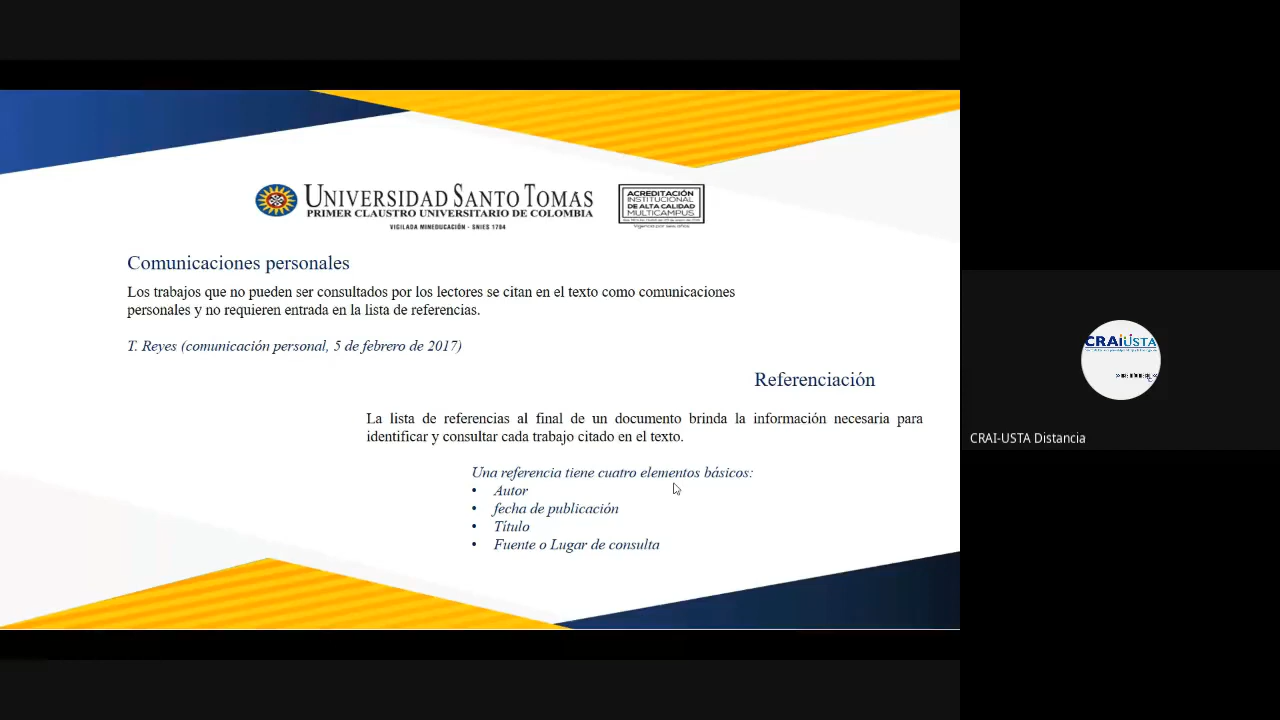 UNIVERSIDAD SANTO TOMÁS
PRIMER CLAUSTRO UNIVERSITARIO DE COLOMBIA
VIGILADA MINEDUCACIÓN - SNIES 1704
ACREDITACIÓN
INSTITUCIONAL
DE ALTA CALIDAD
MULTICAMPUS
Comunicaciones personales
Los trabajos que no pueden ser consultados por los lectores se citan en el texto como comunicaciones
personales y no requieren entrada en la lista de referencias.
T. Reyes (comunicación personal, 5 de febrero de 2017)
Referenciación
La lista de referencias al final de un documento brinda la información necesaria para
identificar y consultar cada trabajo citado en el texto.
Una referencia tiene cuatro elementos básicos:
• Autor
• fecha de publicación
• Título
• Fuente o Lugar de consulta
CRAIUSTA
CRAI-USTA Distancia